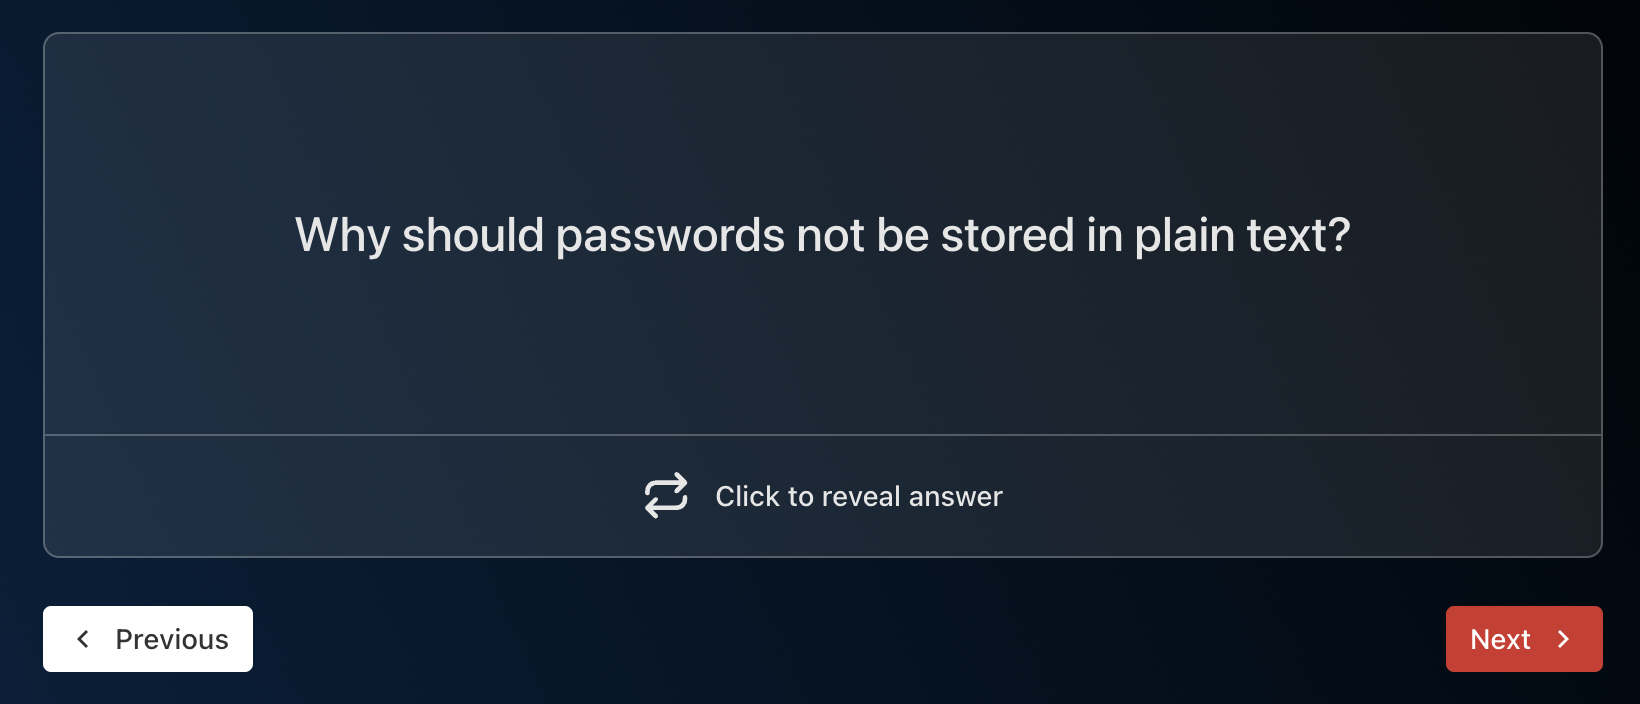 Why should passwords not be stored in plain text?
Click to reveal answer
Previous
Next